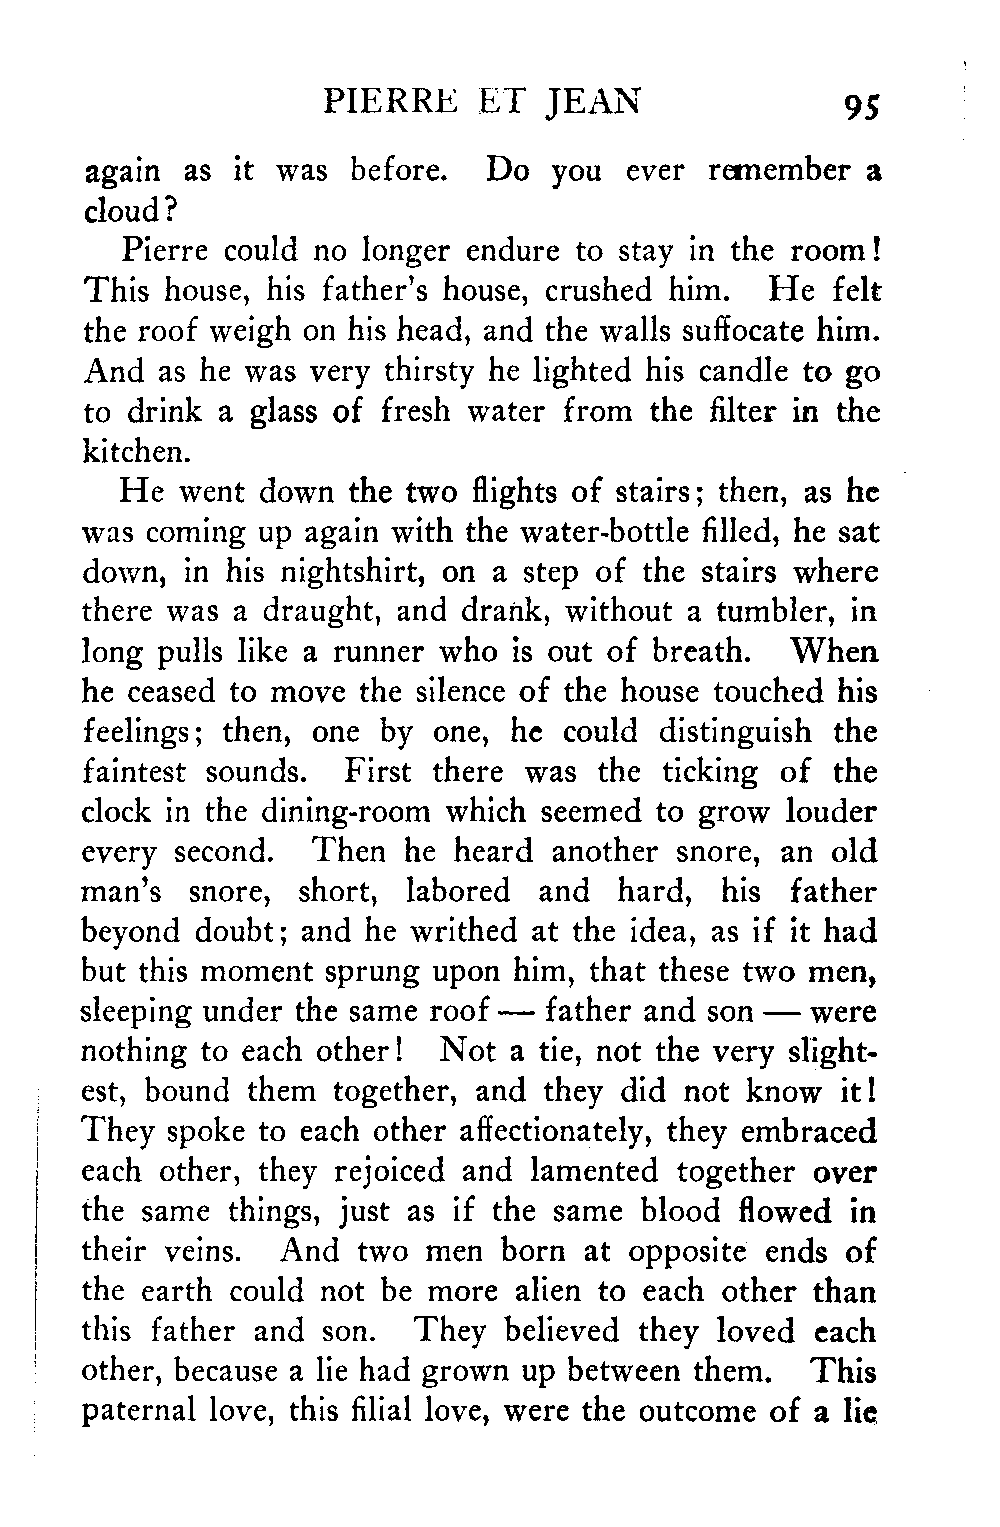 PIERRE ET JEAN 95
again as it was before. Do you ever remember a
cloud?
Pierre could no longer endure to stay in the room!
This house, his father's house, crushed him. He felt
the roof weigh on his head, and the walls suffocate him.
And as he was very thirsty he lighted his candle to go
to drink a glass of fresh water from the filter in the
kitchen.
He went down the two flights of stairs; then, as he
was coming up again with the water-bottle filled, he sat
down, in his nightshirt, on a step of the stairs where
there was a draught, and drank, without a tumbler, in
long pulls like a runner who is out of breath. When
he ceased to move the silence of the house touched his
feelings; then, one by one, he could distinguish the
faintest sounds. First there was the ticking of the
clock in the dining-room which seemed to grow louder
every second. Then he heard another snore, an old
man's snore, short, labored and hard, his father
beyond doubt; and he writhed at the idea, as if it had
but this moment sprung upon him, that these two men,
sleeping under the same roof — father and son — were
nothing to each other! Not a tie, not the very slight-
est, bound them together, and they did not know it!
They spoke to each other affectionately, they embraced
each other, they rejoiced and lamented together over
the same things, just as if the same blood flowed in
their veins. And two men born at opposite ends of
the earth could not be more alien to each other than
this father and son. They believed they loved each
other, because a lie had grown up between them. This
paternal love, this filial love, were the outcome of a lie